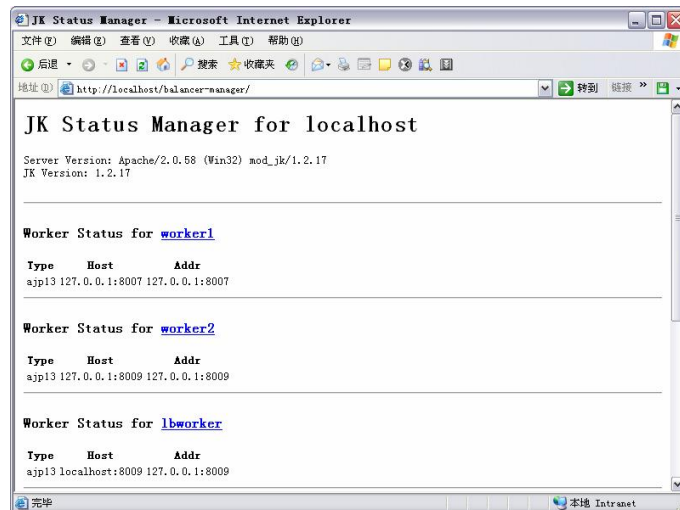 JK Status Manager - Microsoft Internet Explorer
文件(F) 编辑(E) 查看(V) 收藏(A) 工具(T) 帮助(H)
后退 搜索 收藏夹
地址(D) http://localhost/balancer-manager/ 转到 链接 »
JK Status Manager for localhost
Server Version: Apache/2.0.58 (Win32) mod_jk/1.2.17
JK Version: 1.2.17
Worker Status for worker1
Type Host Addr
ajp13 127.0.0.1:8007 127.0.0.1:8007
Worker Status for worker2
Type Host Addr
ajp13 127.0.0.1:8009 127.0.0.1:8009
Worker Status for lbworker
Type Host Addr
ajp13 localhost:8009 127.0.0.1:8009
完毕 本地 Intranet